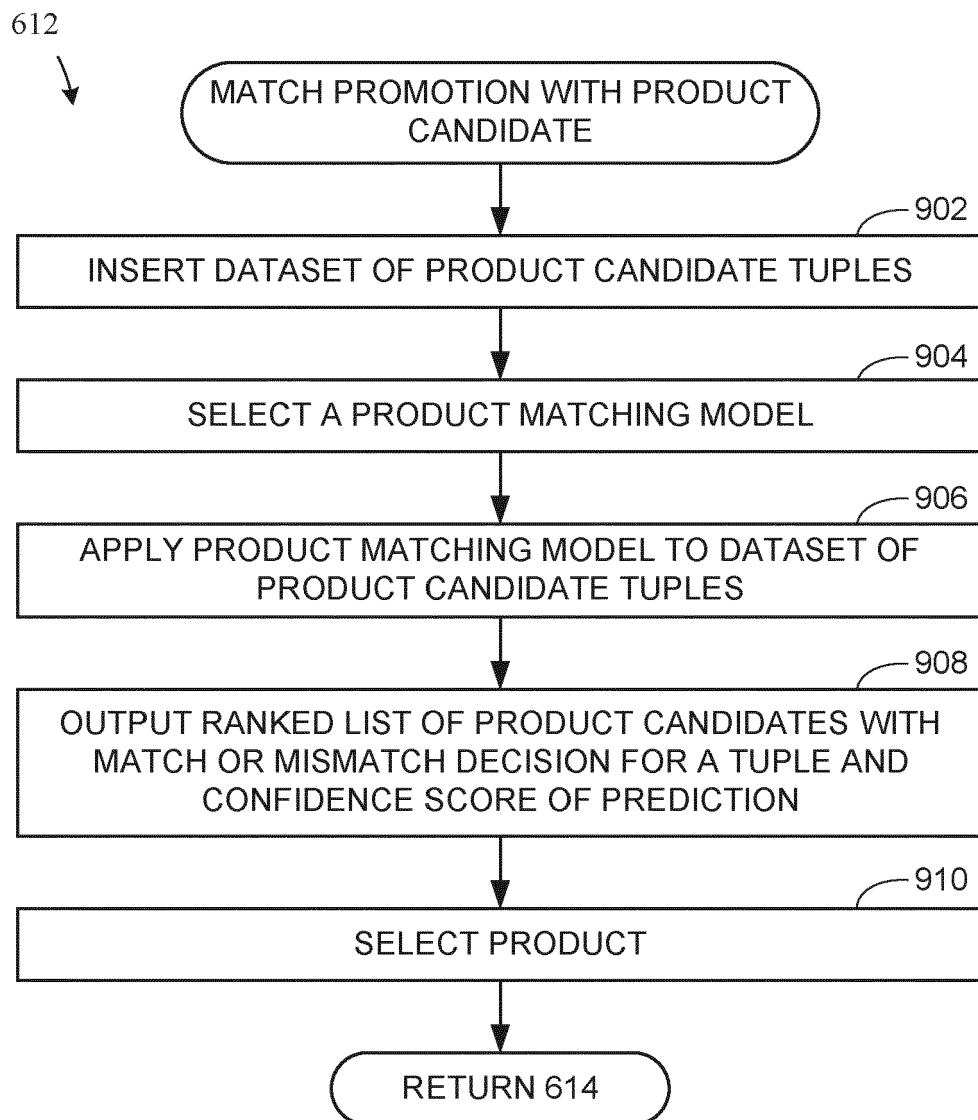 612
MATCH PROMOTION WITH PRODUCT
CANDIDATE
902
INSERT DATASET OF PRODUCT CANDIDATE TUPLES
904
SELECT A PRODUCT MATCHING MODEL
906
APPLY PRODUCT MATCHING MODEL TO DATASET OF
PRODUCT CANDIDATE TUPLES
908
OUTPUT RANKED LIST OF PRODUCT CANDIDATES WITH
MATCH OR MISMATCH DECISION FOR A TUPLE AND
CONFIDENCE SCORE OF PREDICTION
910
SELECT PRODUCT
RETURN 614